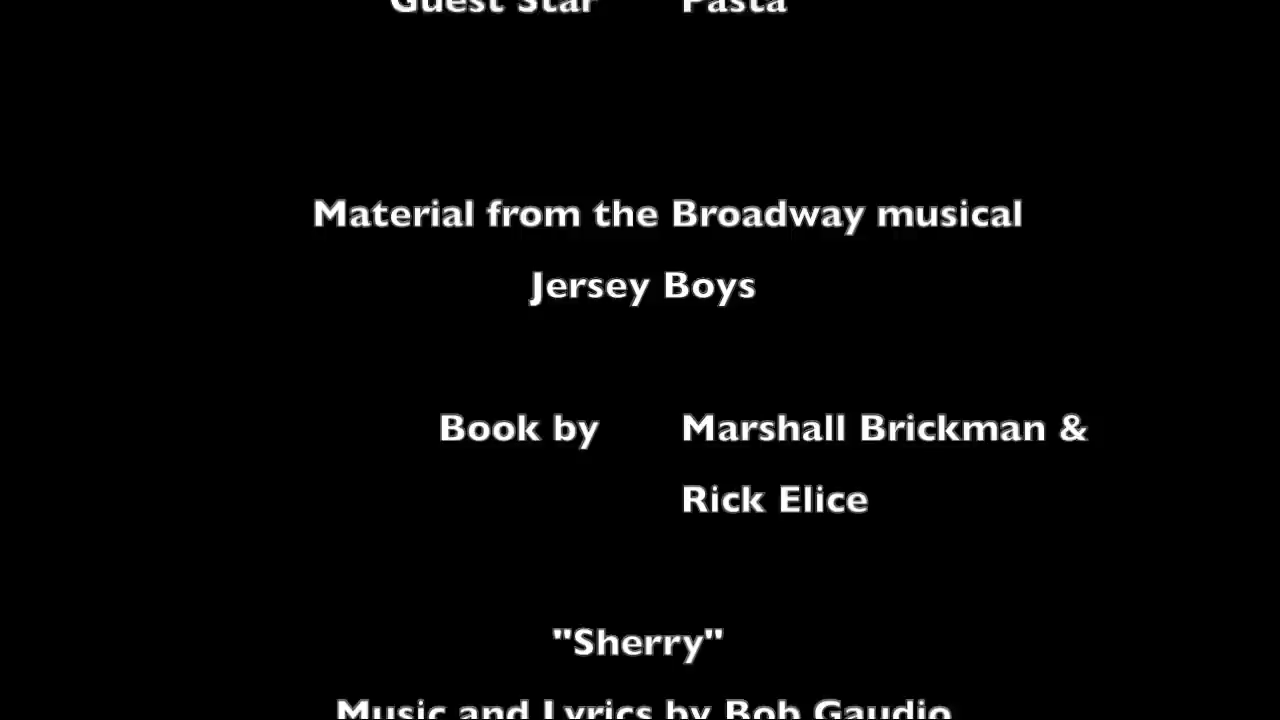 Guest Star Pasta
Material from the Broadway musical
Jersey Boys
Book by Marshall Brickman &
Rick Elice
"Sherry"
Music and Lyrics by Bob Gaudio